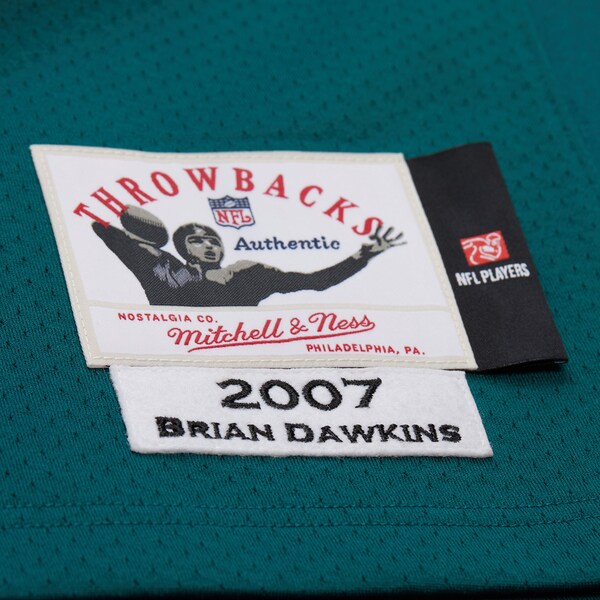 THROWBACKS
NFL
Authentic
NOSTALGIA CO.
Mitchell & Ness
PHILADELPHIA, PA.
NFL PLAYERS
2007
BRIAN DAWKINS